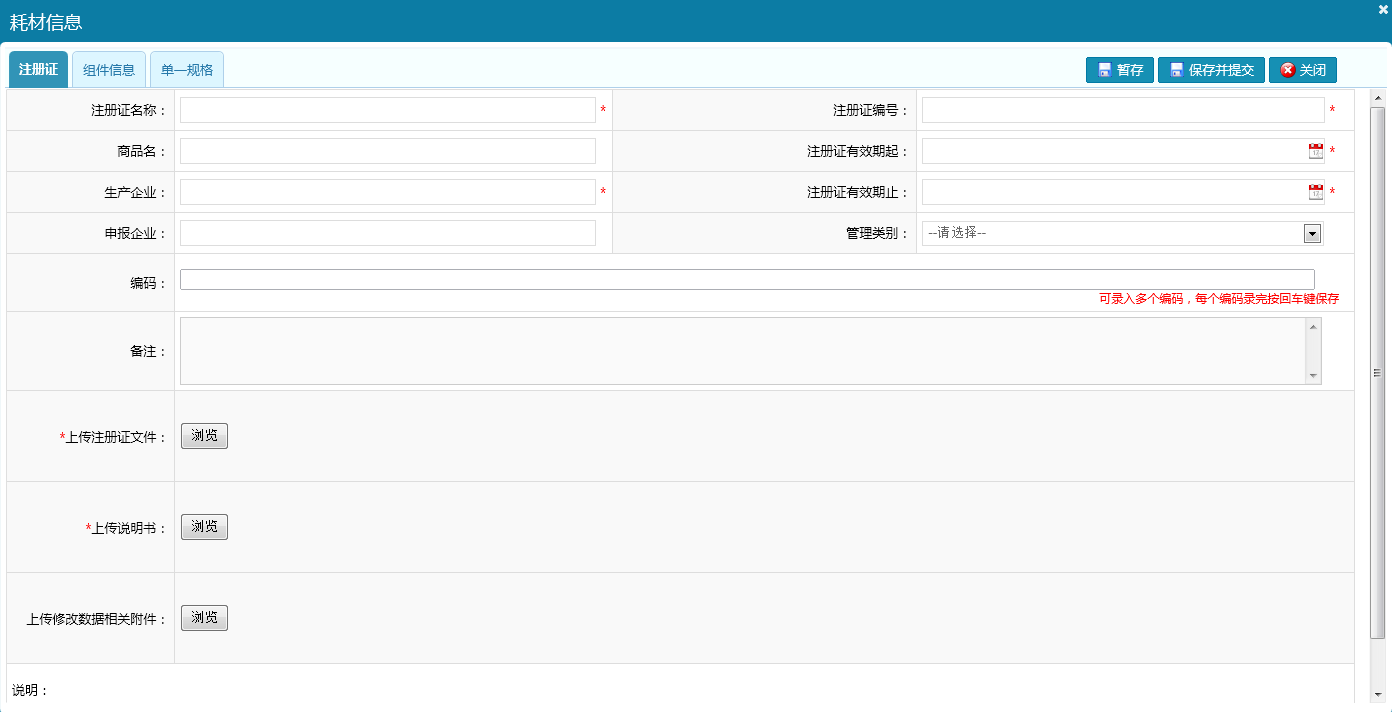 耗材信息
注册证 组件信息 单一规格 暂存 保存并提交 关闭
注册证名称： * 注册证编号： *
商品名： 注册证有效期起： *
生产企业： * 注册证有效期止： *
申报企业： 管理类别： --请选择--
编码：
可录入多个编码，每个编码录完按回车键保存
备注：
*上传注册证文件： 浏览
*上传说明书： 浏览
上传修改数据相关附件： 浏览
说明：